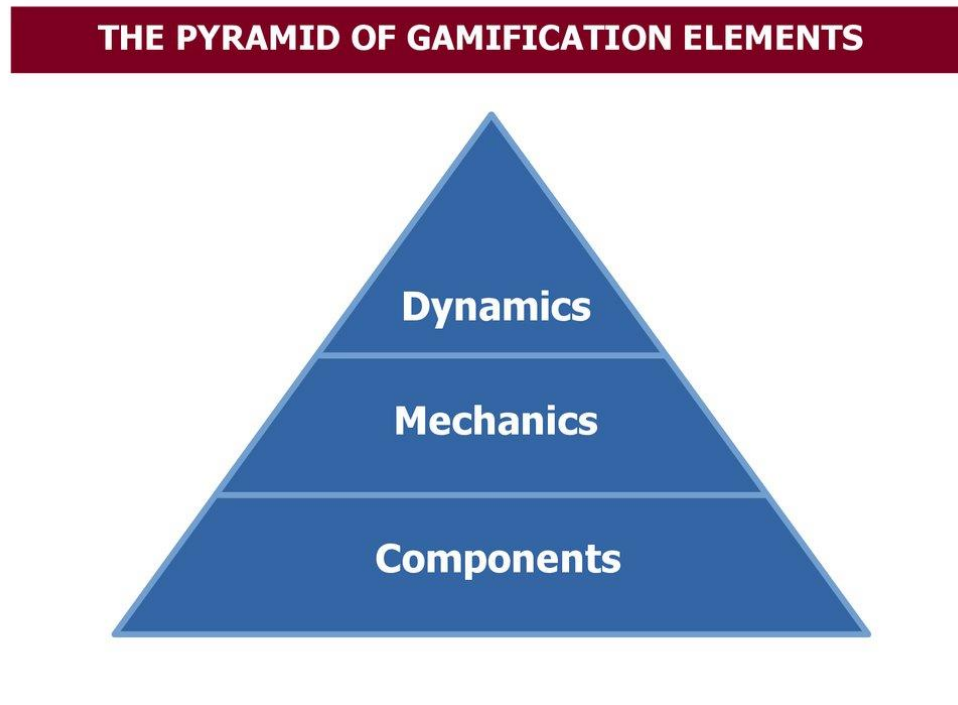 THE PYRAMID OF GAMIFICATION ELEMENTS
Dynamics
Mechanics
Components